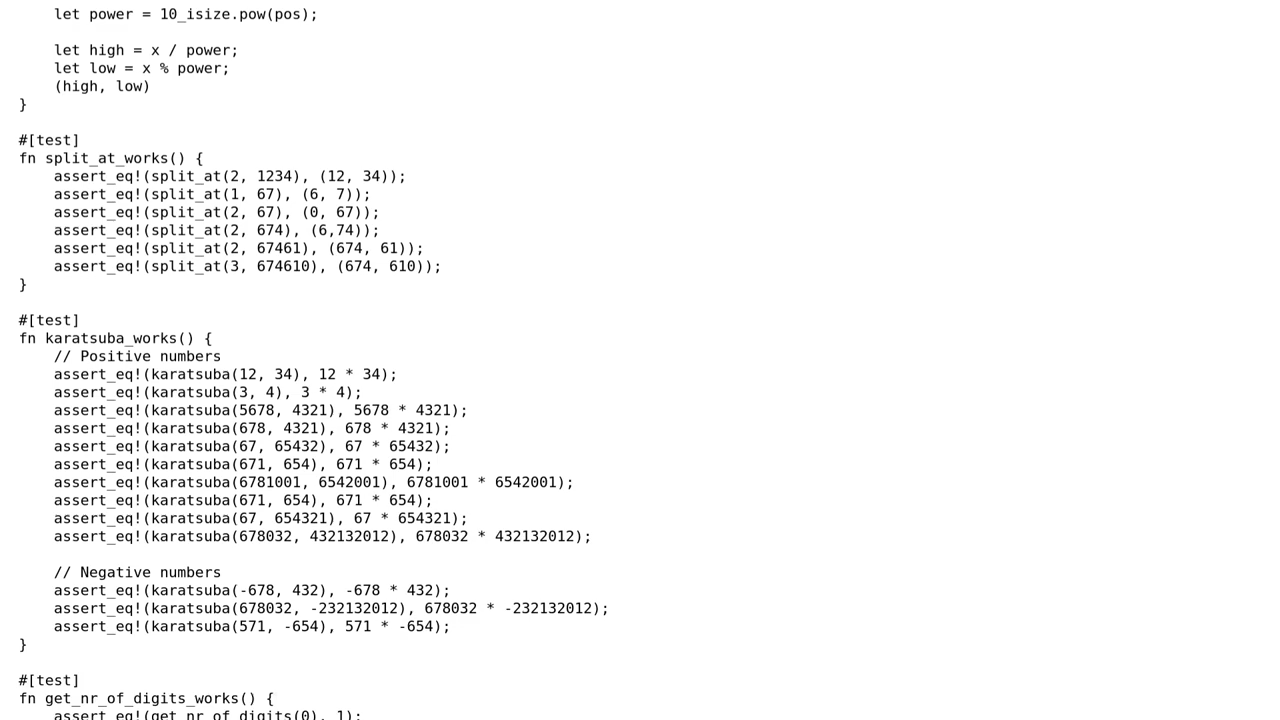 let power = 10_isize.pow(pos);

    let high = x / power;
    let low = x % power;
    (high, low)
}

#[test]
fn split_at_works() {
    assert_eq!(split_at(2, 1234), (12, 34));
    assert_eq!(split_at(1, 67), (6, 7));
    assert_eq!(split_at(2, 67), (0, 67));
    assert_eq!(split_at(2, 674), (6,74));
    assert_eq!(split_at(2, 67461), (674, 61));
    assert_eq!(split_at(3, 674610), (674, 610));
}

#[test]
fn karatsuba_works() {
    // Positive numbers
    assert_eq!(karatsuba(12, 34), 12 * 34);
    assert_eq!(karatsuba(3, 4), 3 * 4);
    assert_eq!(karatsuba(5678, 4321), 5678 * 4321);
    assert_eq!(karatsuba(678, 4321), 678 * 4321);
    assert_eq!(karatsuba(67, 65432), 67 * 65432);
    assert_eq!(karatsuba(671, 654), 671 * 654);
    assert_eq!(karatsuba(6781001, 6542001), 6781001 * 6542001);
    assert_eq!(karatsuba(671, 654), 671 * 654);
    assert_eq!(karatsuba(67, 654321), 67 * 654321);
    assert_eq!(karatsuba(678032, 432132012), 678032 * 432132012);

    // Negative numbers
    assert_eq!(karatsuba(-678, 432), -678 * 432);
    assert_eq!(karatsuba(678032, -232132012), 678032 * -232132012);
    assert_eq!(karatsuba(571, -654), 571 * -654);
}

#[test]
fn get_nr_of_digits_works() {
    assert_eq!(get_nr_of_digits(0), 1);